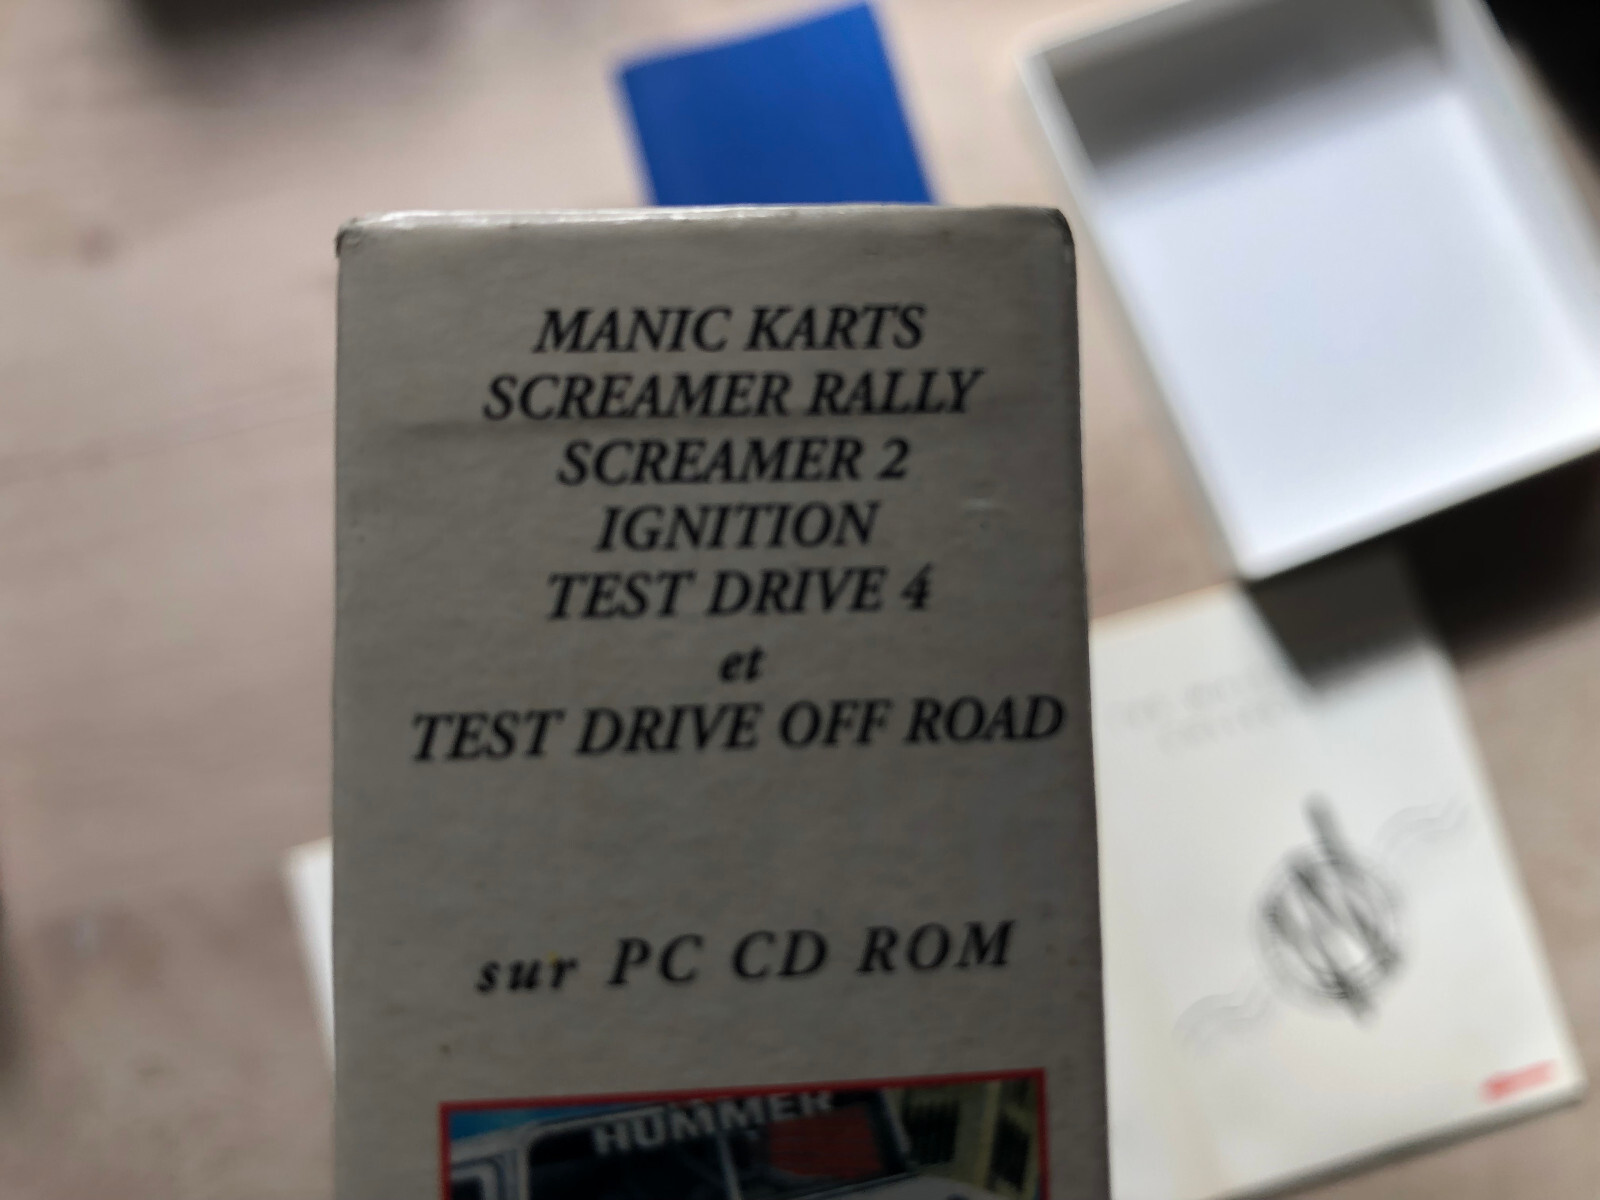 MANIC KARTS
SCREAMER RALLY
SCREAMER 2
IGNITION
TEST DRIVE 4
et
TEST DRIVE OFF ROAD
sur PC CD ROM
HUMMER